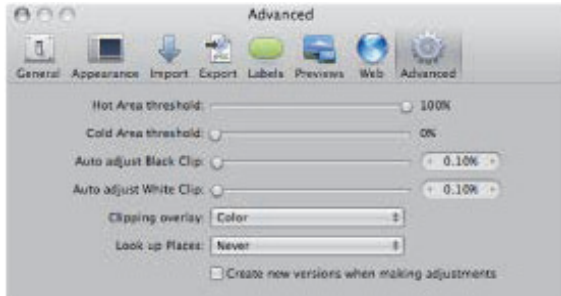 Advanced
General Appearance Import Export Labels Previews Web Advanced
Hot Area threshold: 100%
Cold Area threshold: 0%
Auto adjust Black Clip: 0.10%
Auto adjust White Clip: 0.10%
Clipping overlay: Color
Look up Places: Never
Create new versions when making adjustments